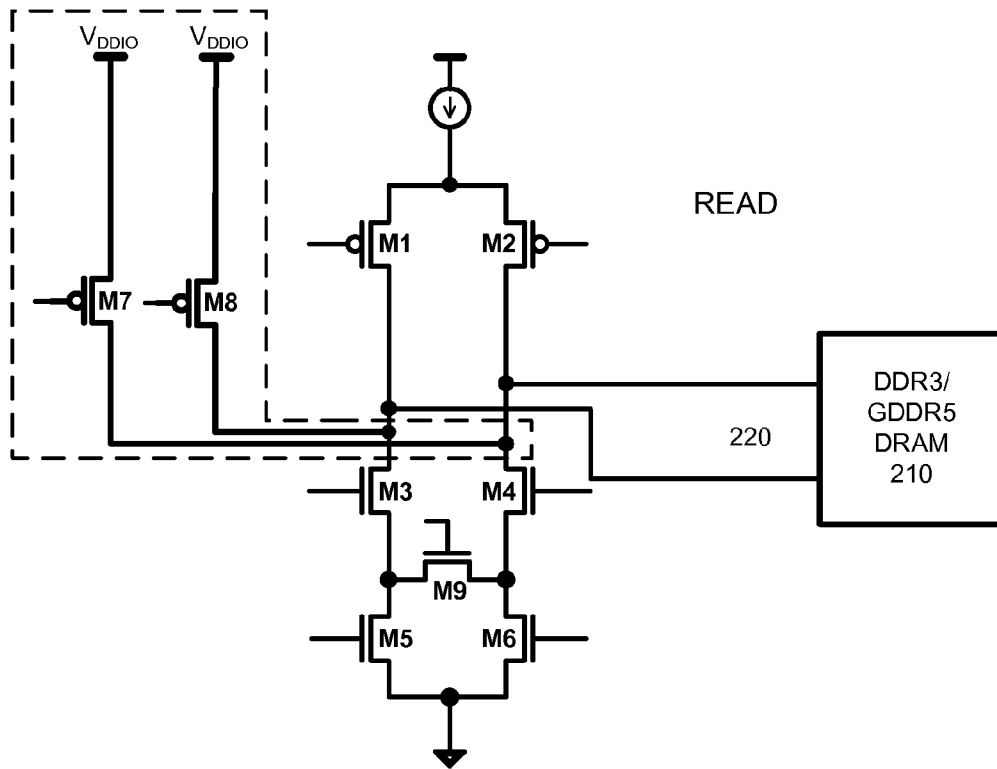 VDDIO VDDIO
READ
M1 M2
M7 M8
DDR3/
GDDR5
DRAM
210
220
M3 M4
M9
M5 M6